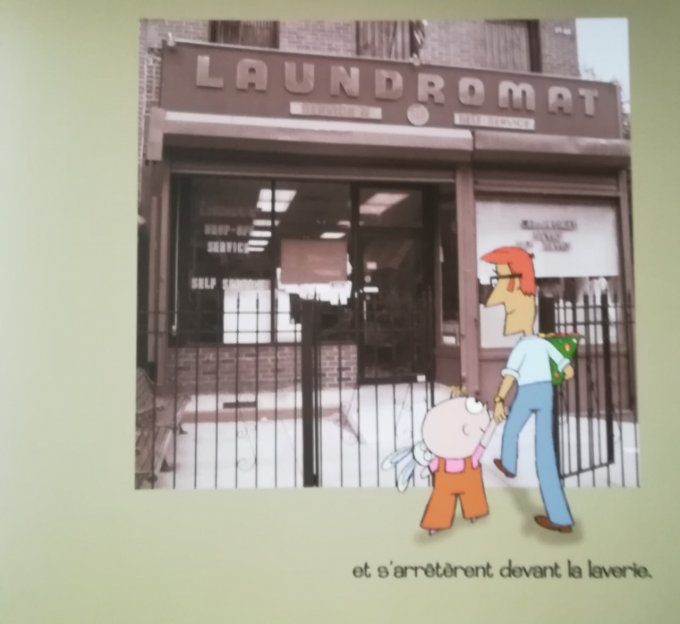 LAUNDROMAT
SELF-SERVICE
DROP-OFF
SERVICE
SELF SERVICE
et s'arrêtèrent devant la laverie.